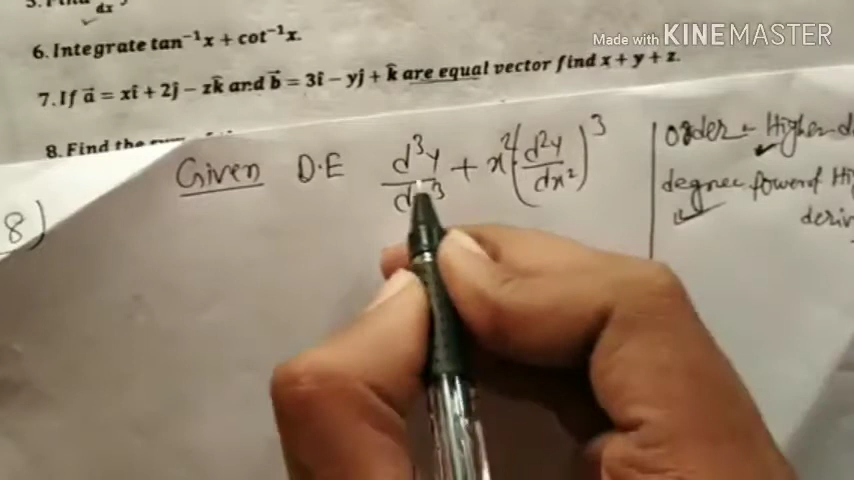 dx
6. Integrate tan⁻¹x + cot⁻¹x.
7. If a⃗ = xî + 2ĵ − zk̂ and b⃗ = 3î − yĵ + k̂ are equal vector find x + y + z.
8. Find the
8)
Given D.E d³y/dx³ + x²(d²y/dx²)³
order - Higher
degree power of Hi
deriv
Made with KINEMASTER